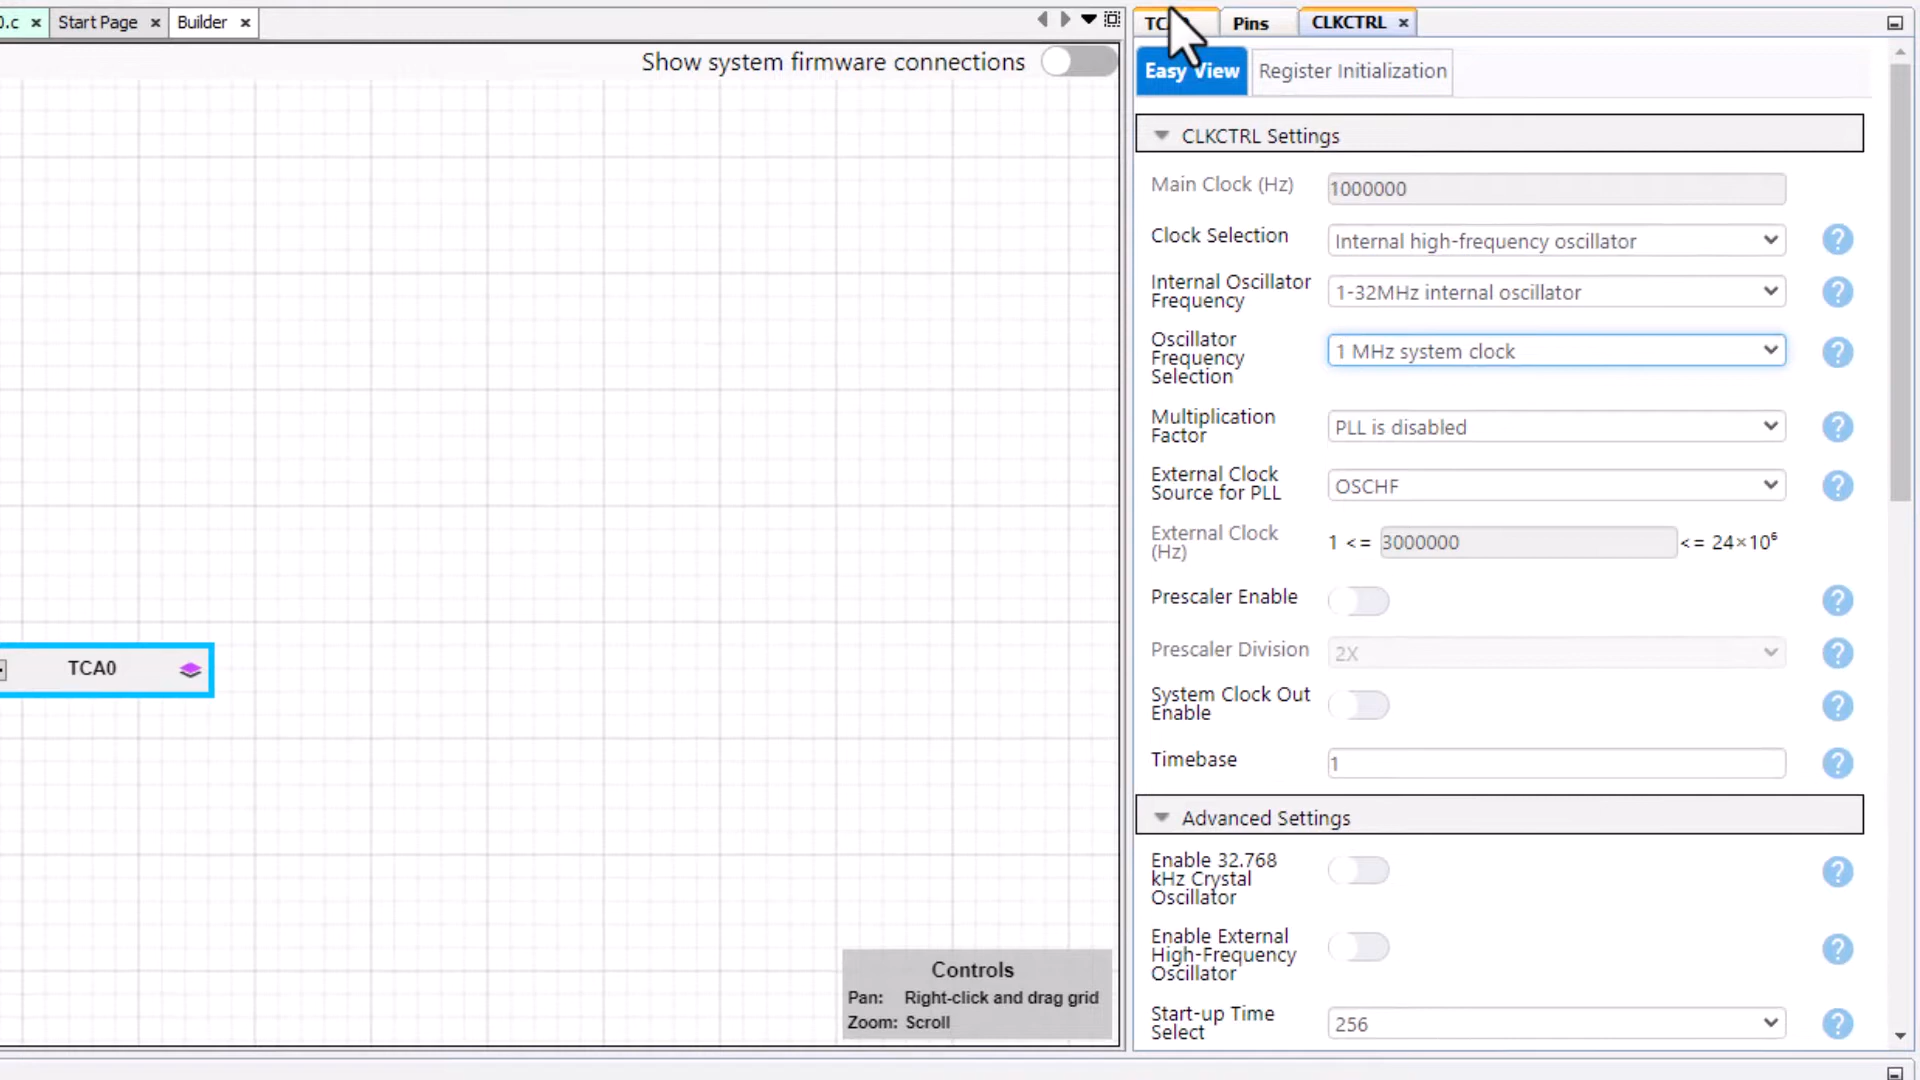 0.c × Start Page × Builder ×
Show system firmware connections
TCA0
Controls
Pan: Right-click and drag grid
Zoom: Scroll
Pins CLKCTRL ×
Easy View Register Initialization
CLKCTRL Settings
Main Clock (Hz) 1000000
Clock Selection Internal high-frequency oscillator ?
Internal Oscillator
Frequency 1-32MHz internal oscillator ?
Oscillator
Frequency
Selection 1 MHz system clock ?
Multiplication
Factor PLL is disabled ?
External Clock
Source for PLL OSCHF ?
External Clock
(Hz) 1 <= 3000000 <= 24×10⁶
Prescaler Enable ?
Prescaler Division 2X ?
System Clock Out
Enable ?
Timebase 1 ?
Advanced Settings
Enable 32.768
kHz Crystal
Oscillator ?
Enable External
High-Frequency
Oscillator ?
Start-up Time
Select 256 ?